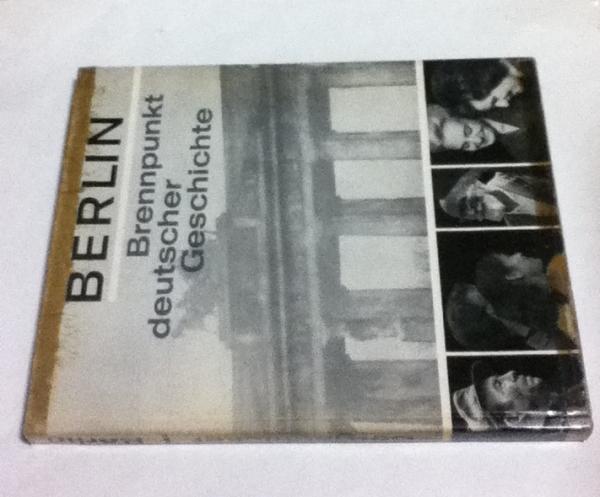 BERLIN
Brennpunkt
deutscher
Geschichte